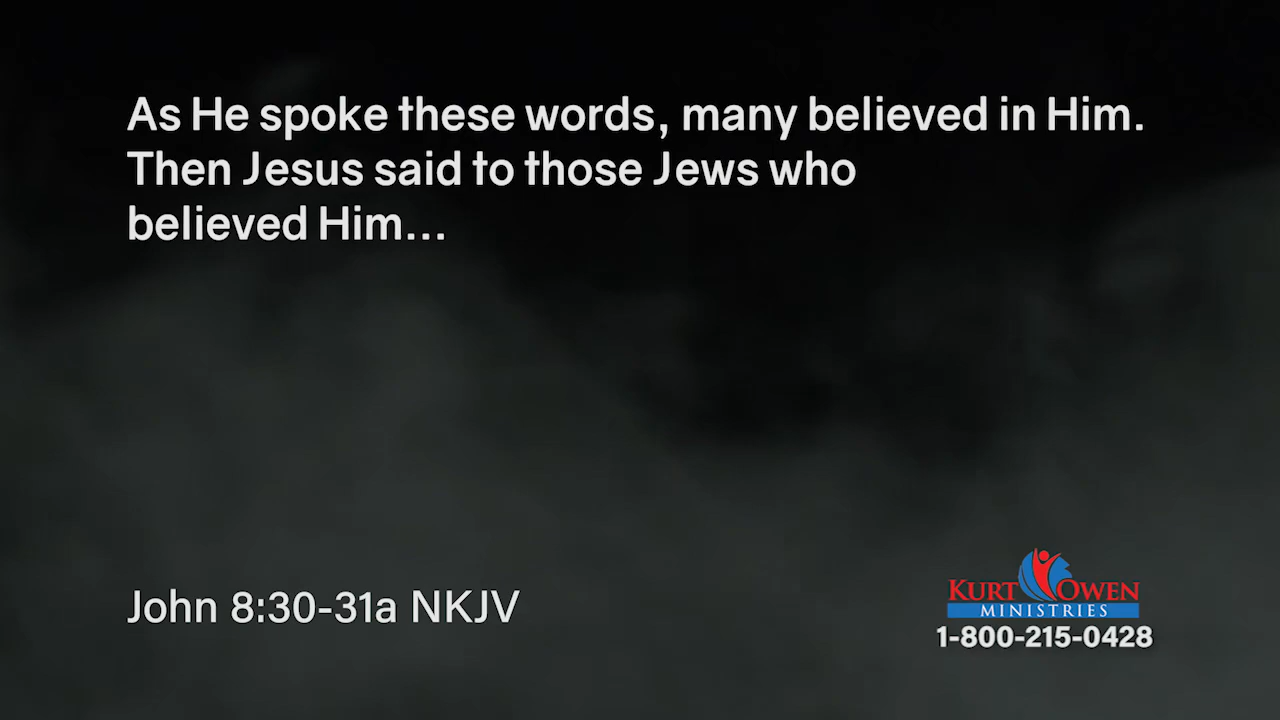 As He spoke these words, many believed in Him.
Then Jesus said to those Jews who
believed Him...
John 8:30-31a NKJV
KURT OWEN
MINISTRIES
1-800-215-0428